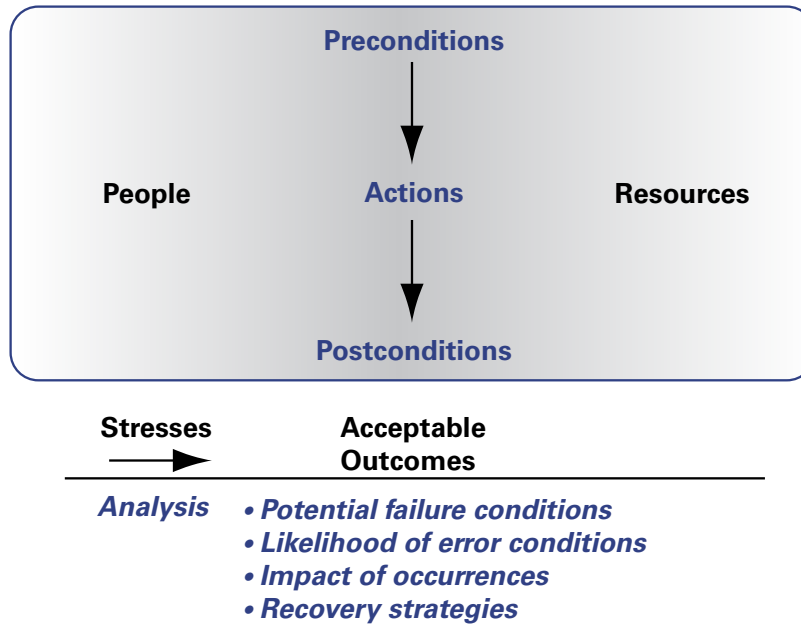 Preconditions
People
Actions
Resources
Postconditions
Stresses
Acceptable
Outcomes
Analysis
• Potential failure conditions
• Likelihood of error conditions
• Impact of occurrences
• Recovery strategies